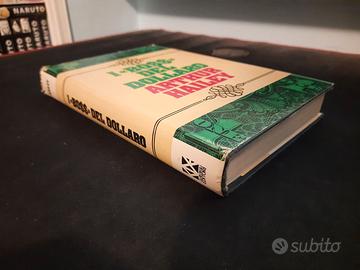 I «BOSS»
DEL
DOLLARO
ARTHUR
HAILEY
I «BOSS» DEL DOLLARO
NARUTO
subito